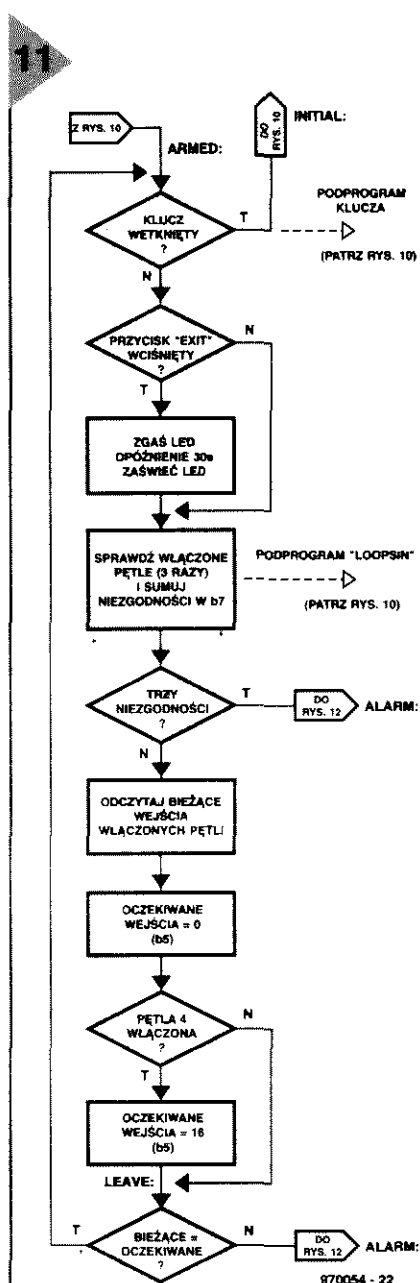 11
Z RYS. 10
ARMED:
DO
RYS. 10
INITIAL:
KLUCZ
WETKNIĘTY
?
T
PODPROGRAM
KLUCZA
(PATRZ RYS. 10)
N
PRZYCISK "EXIT"
WCIŚNIĘTY
?
N
T
ZGAŚ LED
OPÓŹNIENIE 30s
ZAŚWIEĆ LED
SPRAWDŹ WŁĄCZONE
PĘTLE (3 RAZY)
I SUMUJ
NIEZGODNOŚCI W b7
PODPROGRAM "LOOPSIN"
(PATRZ RYS. 10)
TRZY
NIEZGODNOŚCI
?
T
DO
RYS. 12
ALARM:
N
ODCZYTAJ BIEŻĄCE
WEJŚCIA
WŁĄCZONYCH PĘTLI
OCZEKIWANE
WEJŚCIA = 0
(b5)
PĘTLA 4
WŁĄCZONA
?
N
T
OCZEKIWANE
WEJŚCIA = 16
(b5)
LEAVE:
T
BIEŻĄCE =
OCZEKIWANE
?
N
DO
RYS. 12
ALARM:
970054 - 22